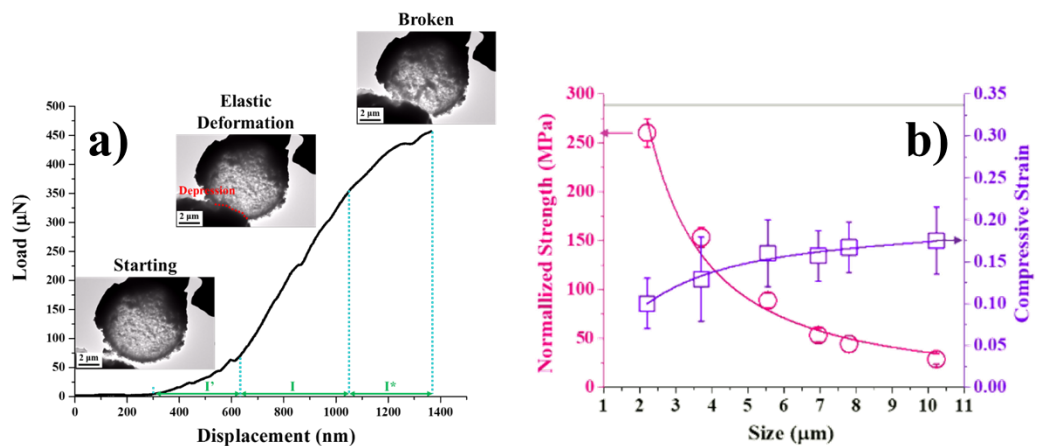 a)
Broken
2 μm
Elastic
Deformation
Depression
2 μm
Starting
2 μm
Load (μN)
500
450
400
350
300
250
200
150
100
50
0
I'
I
I*
0 200 400 600 800 1000 1200 1400
Displacement (nm)
b)
Normallized Strength (MPa)
300
250
200
150
100
50
0
0.35
0.30
0.25
0.20
0.15
0.10
0.05
0.00
Compressive Strain
1 2 3 4 5 6 7 8 9 10 11
Size (μm)